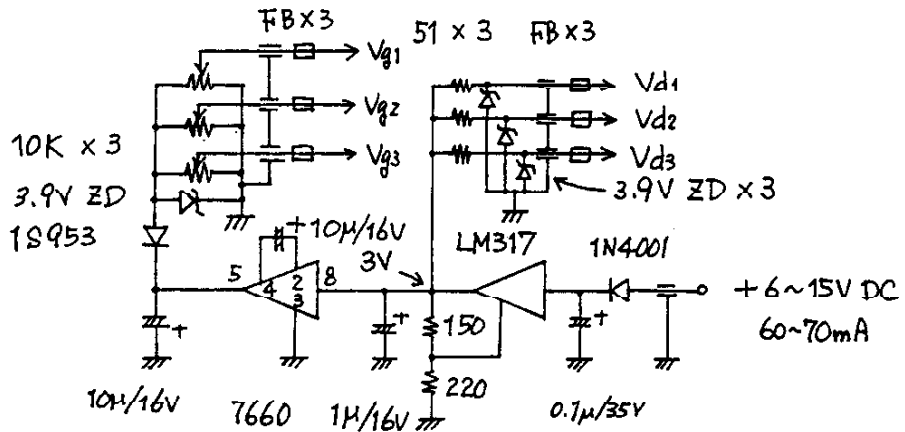 FB×3
51 × 3
FB×3
Vg1
Vg2
Vg3
Vd1
Vd2
Vd3
10K × 3
3.9V ZD
1S953
3.9V ZD × 3
+10μ/16V
3V
LM317
1N4001
5
4
2
3
8
+
+
+
150
220
+6~15V DC
60~70mA
10μ/16V
7660
1μ/16V
0.1μ/35V